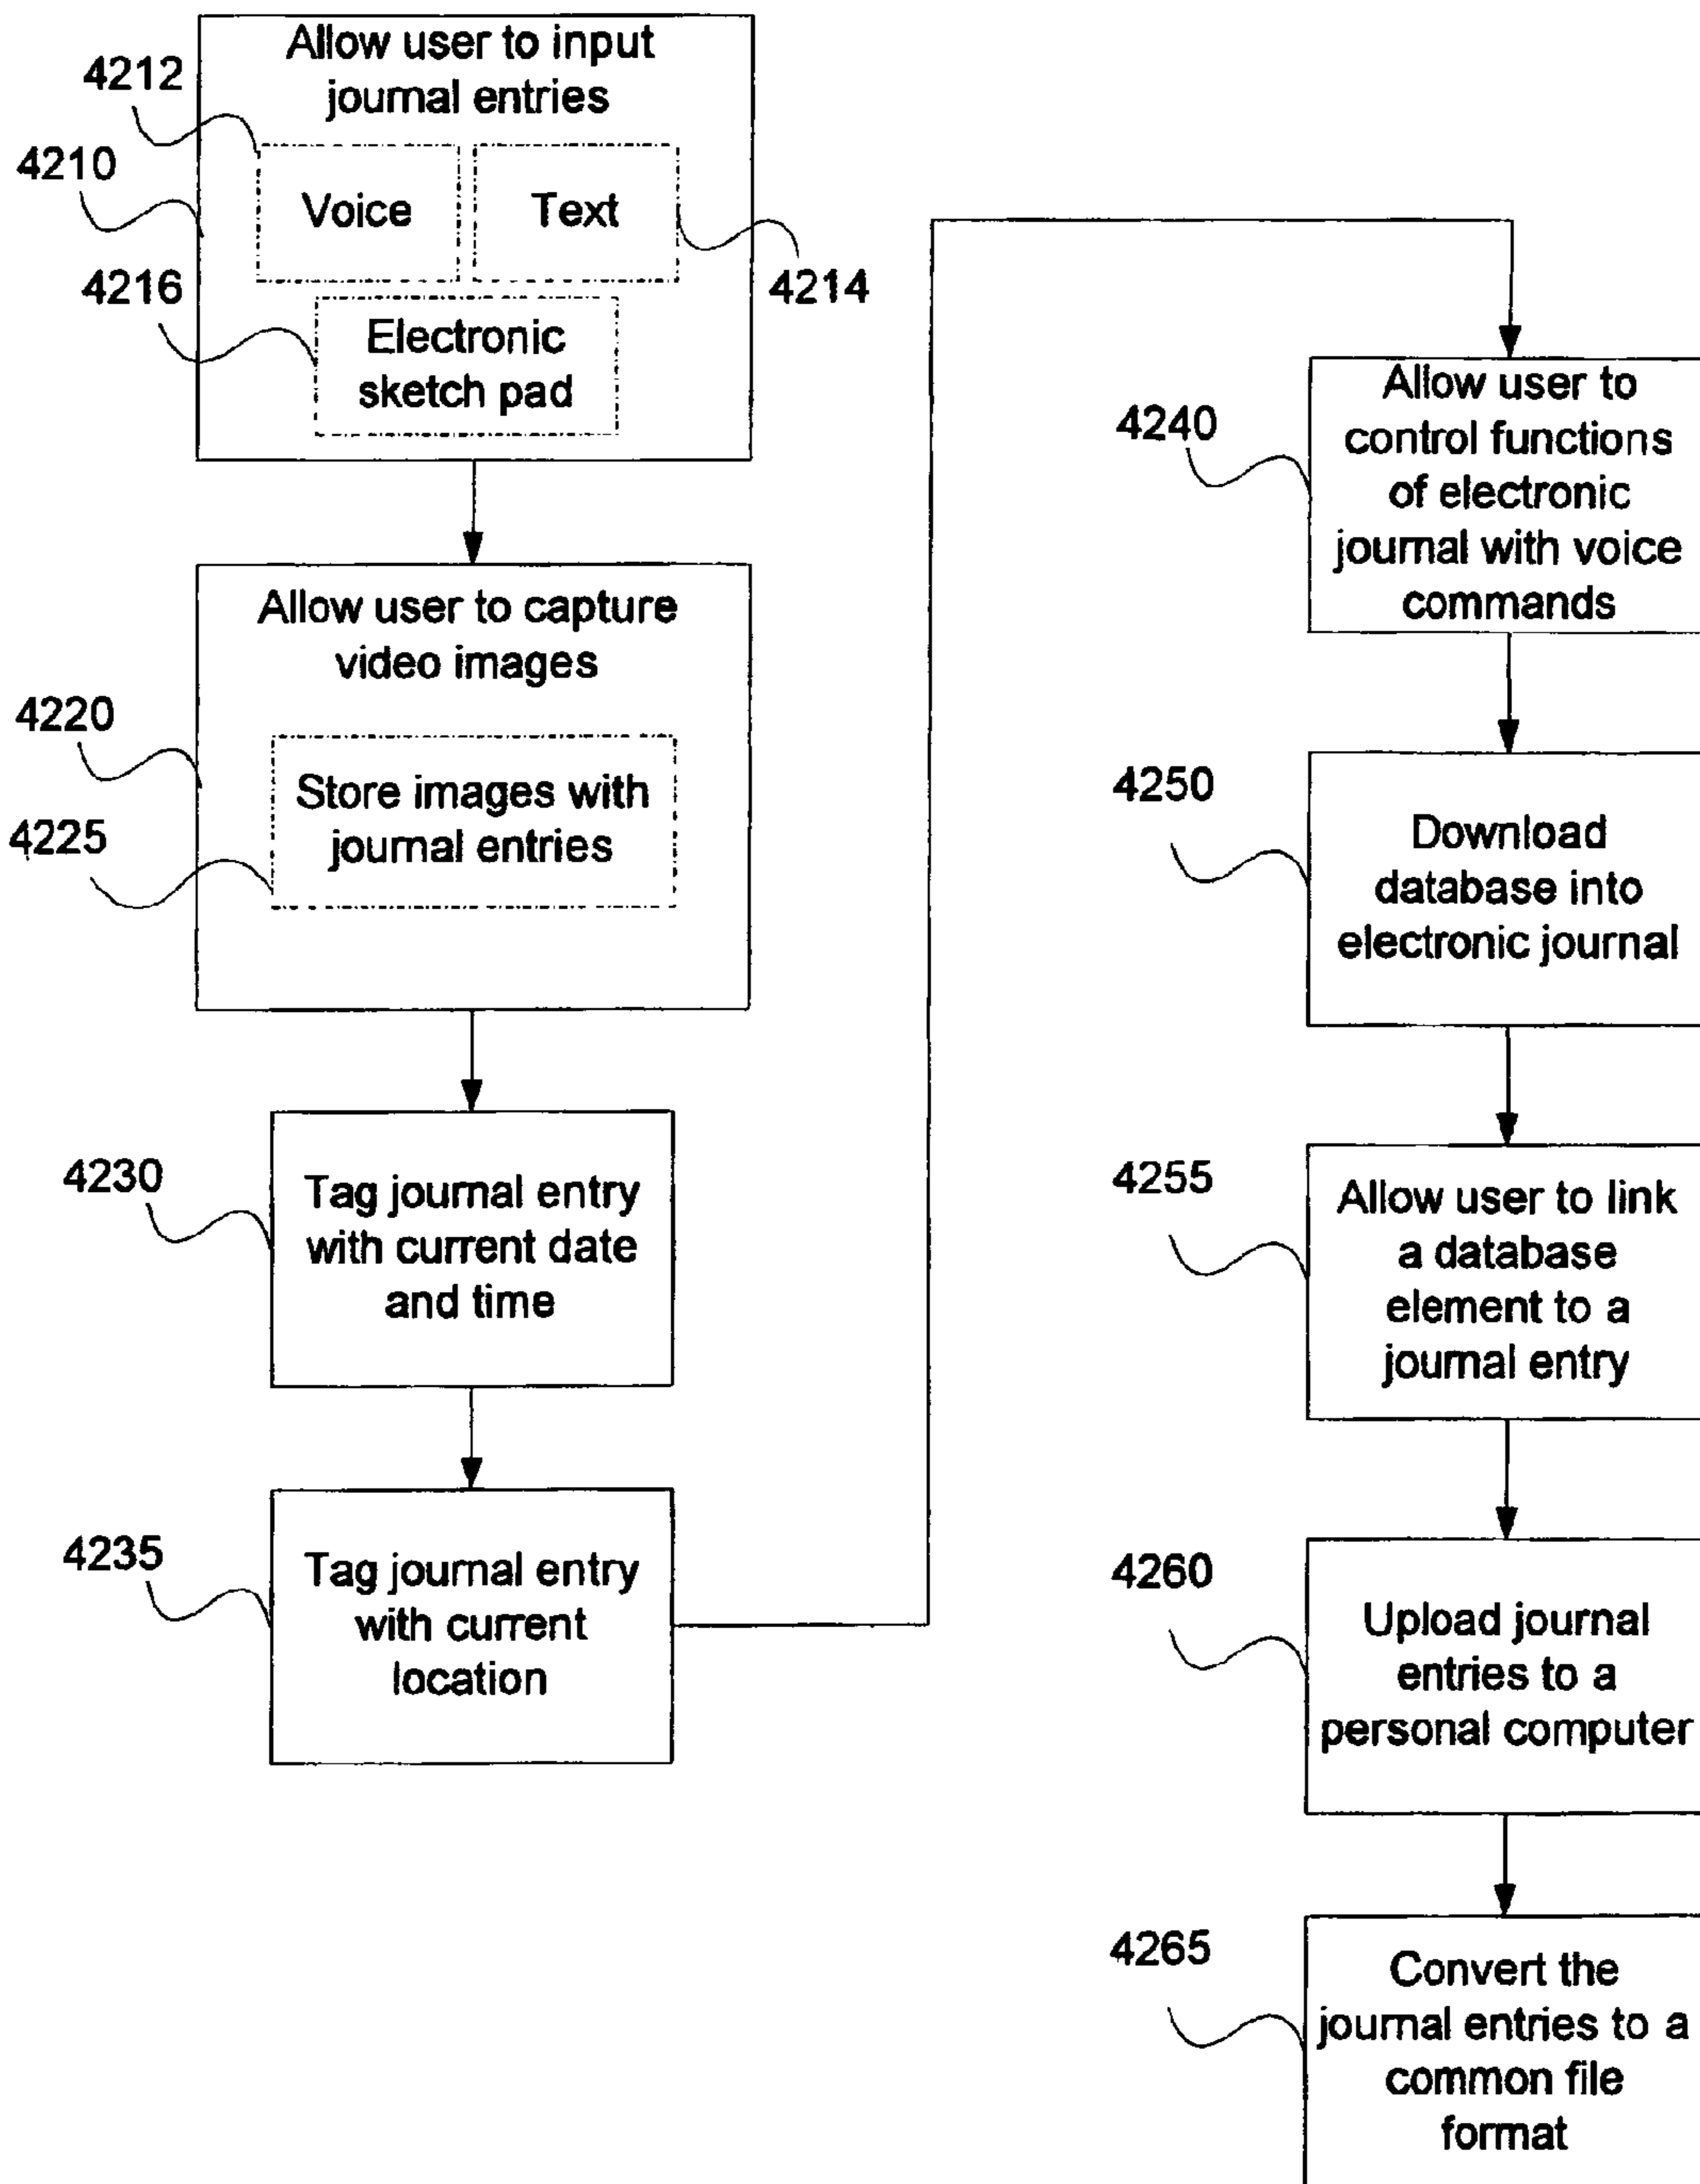 Allow user to input
journal entries
4212
4210
Voice
Text
4216
4214
Electronic
sketch pad
Allow user to capture
video images
4220
Store images with
journal entries
4225
4230
Tag journal entry
with current date
and time
4235
Tag journal entry
with current
location
4240
Allow user to
control functions
of electronic
journal with voice
commands
4250
Download
database into
electronic journal
4255
Allow user to link
a database
element to a
journal entry
4260
Upload journal
entries to a
personal computer
4265
Convert the
journal entries to a
common file
format